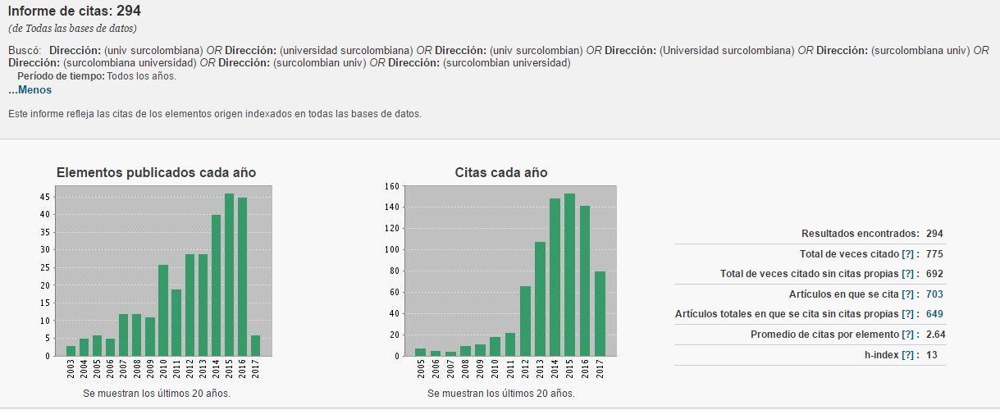 Informe de citas: 294
(de Todas las bases de datos)
Buscó: Dirección: (univ surcolombiana) OR Dirección: (universidad surcolombiana) OR Dirección: (univ surcolombian) OR Dirección: (Universidad surcolombiana) OR Dirección: (surcolombiana univ) OR
Dirección: (surcolombiana universidad) OR Dirección: (surcolombian univ) OR Dirección: (surcolombian universidad)
Período de tiempo: Todos los años.
...Menos
Este informe refleja las citas de los elementos origen indexados en todas las bases de datos.
Elementos publicados cada año
45
40
35
30
25
20
15
10
5
0
2003
2004
2005
2006
2007
2008
2009
2010
2011
2012
2013
2014
2015
2016
2017
Se muestran los últimos 20 años.
Citas cada año
160
140
120
100
80
60
40
20
0
2005
2006
2007
2008
2009
2010
2011
2012
2013
2014
2015
2016
2017
Se muestran los últimos 20 años.
Resultados encontrados: 294
Total de veces citado [?] : 775
Total de veces citado sin citas propias [?] : 692
Artículos en que se cita [?] : 703
Artículos totales en que se cita sin citas propias [?] : 649
Promedio de citas por elemento [?] : 2.64
h-index [?] : 13